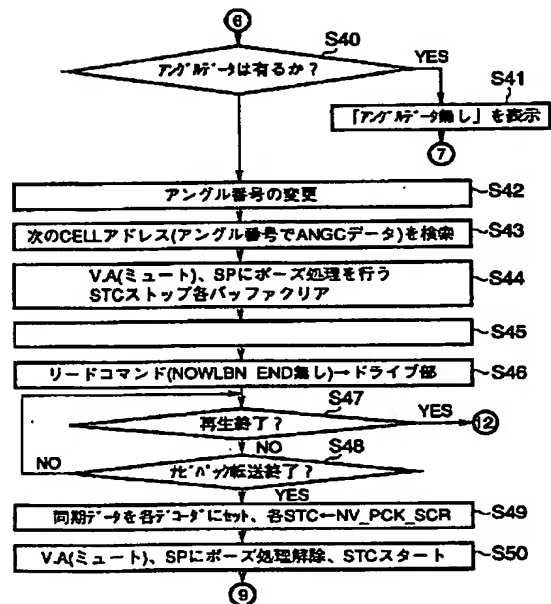 6
S40
アングルデータは有るか？
YES
S41
「アングルデータ無し」を表示
7
アングル番号の変更
S42
次のCELLアドレス(アングル番号でANGCデータ)を検索
S43
V.A(ミュート)、SPにポーズ処理を行う
STCストップ各バッファクリア
S44
S45
リードコマンド(NOWLBN END無し)→ドライブ部
S46
S47
再生終了？
YES
12
NO
S48
NO
ナビパック転送終了？
YES
同期データを各デコーダにセット、各STC←NV_PCK_SCR
S49
V.A(ミュート)、SPにポーズ処理解除、STCスタート
S50
9